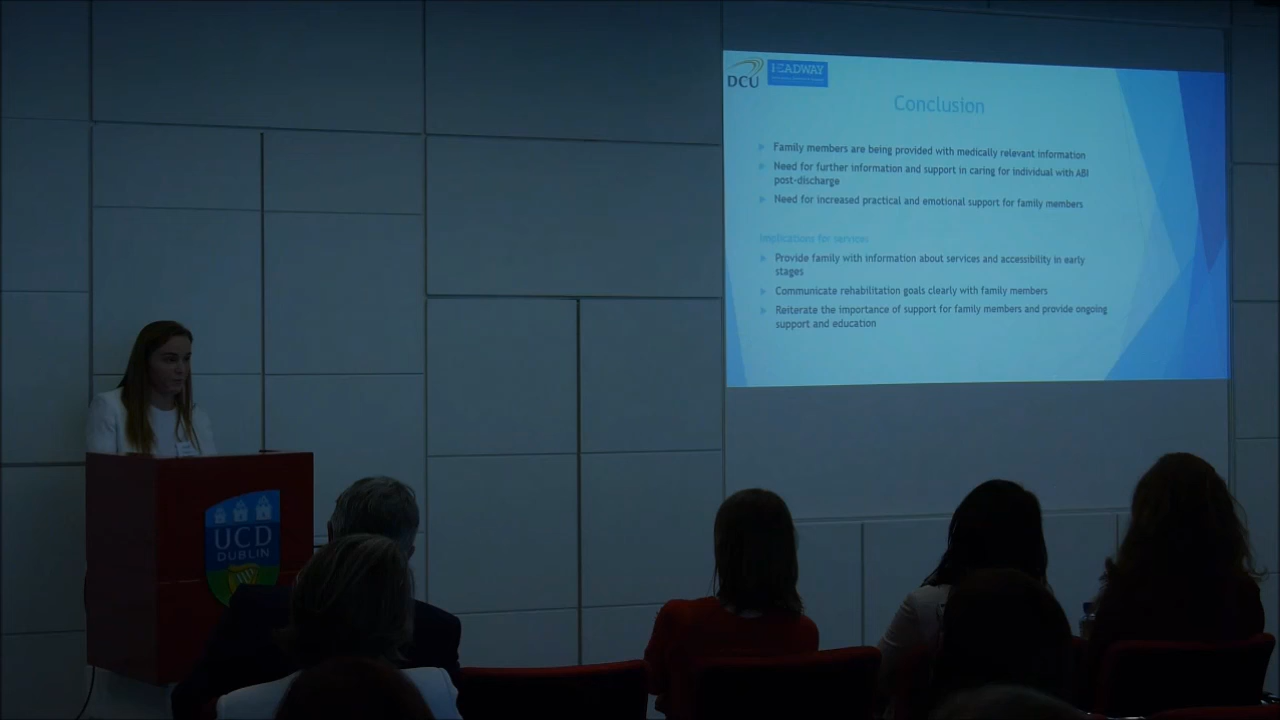 DCU
HEADWAY
Conclusion
Family members are being provided with medically relevant information
Need for further information and support in caring for individual with ABI
post-discharge
Need for increased practical and emotional support for family members
Implications for services
Provide family with information about services and accessibility in early
stages
Communicate rehabilitation goals clearly with family members
Reiterate the importance of support for family members and provide ongoing
support and education
UCD
DUBLIN